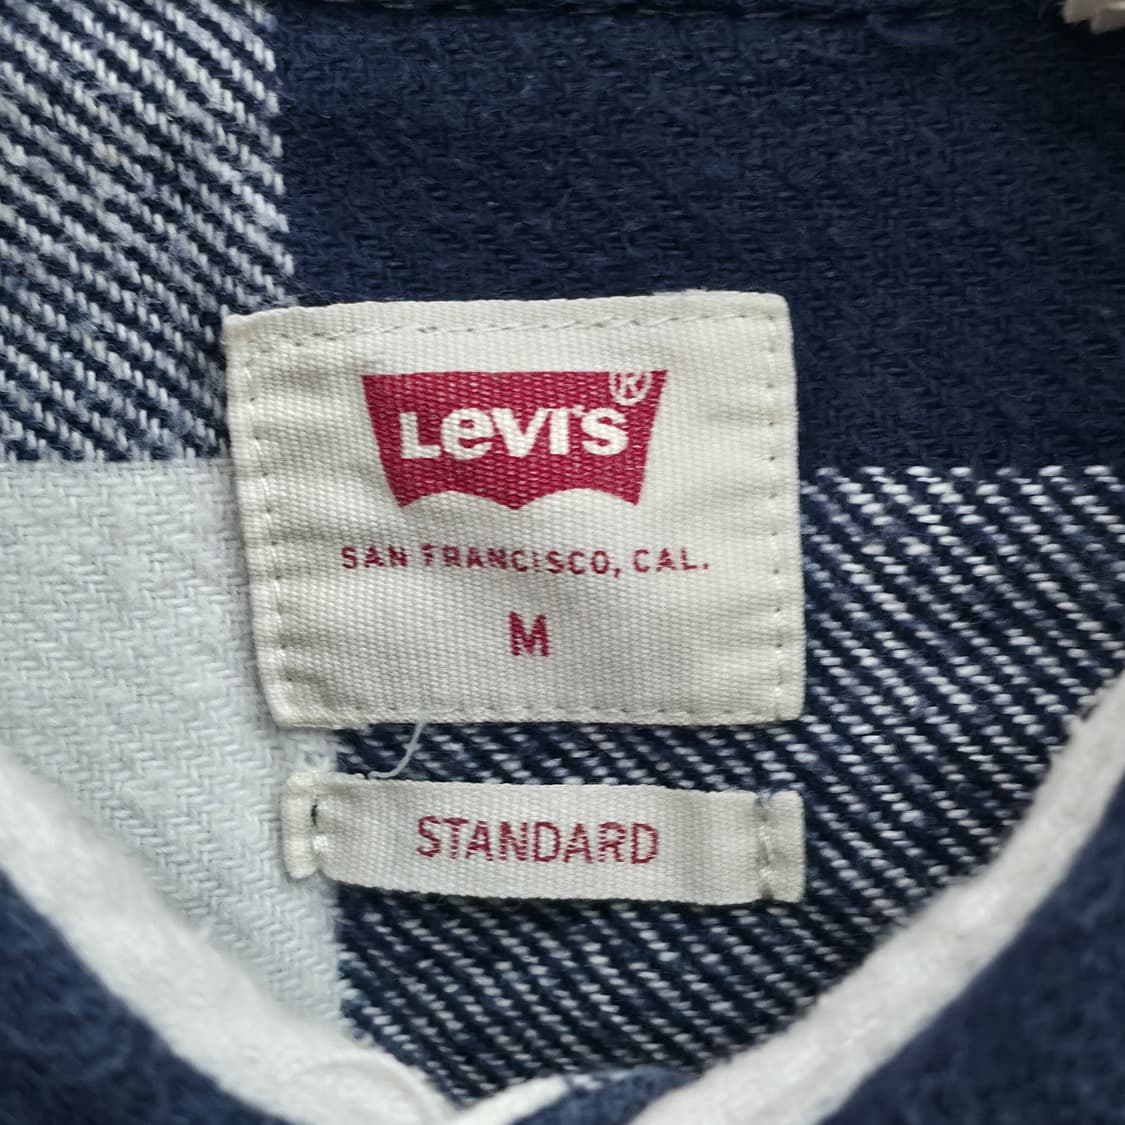 Levi's®
SAN FRANCISCO, CAL.
M
STANDARD